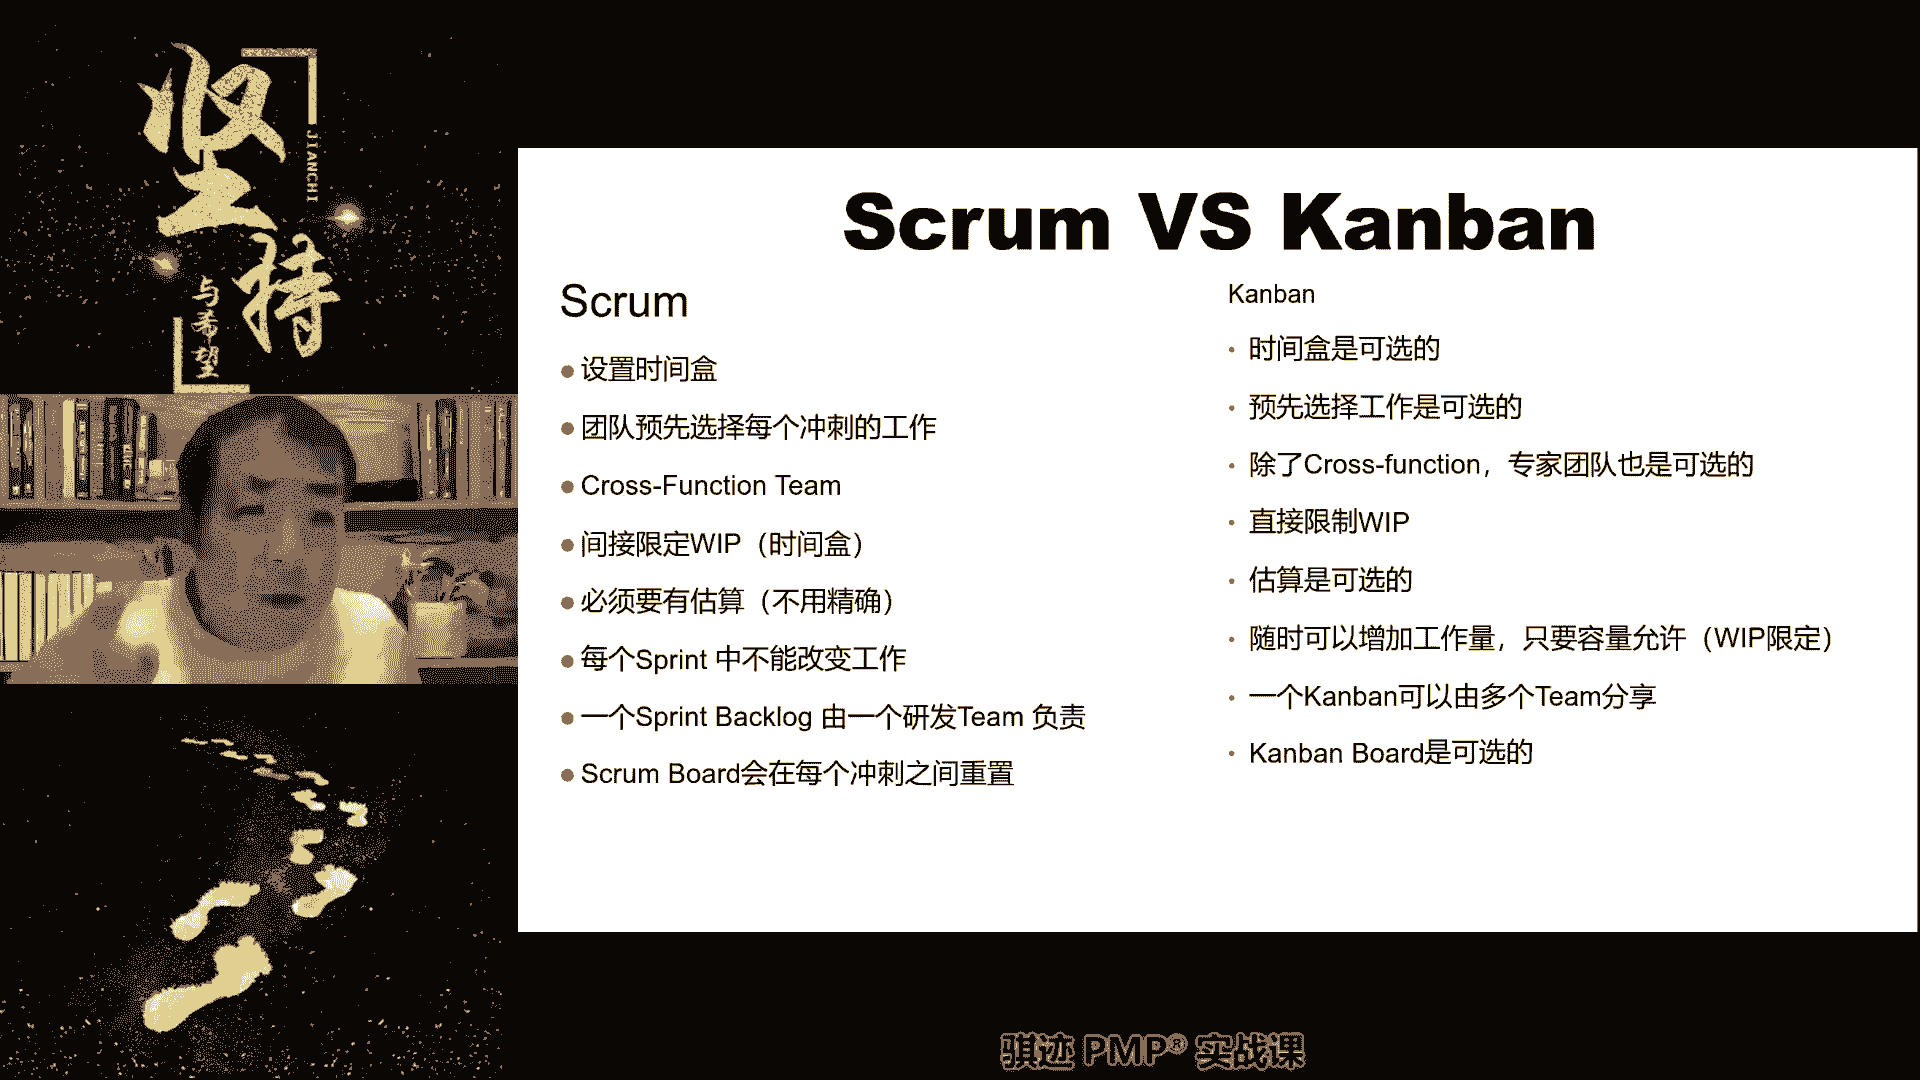 坚持
JIANCHI
与希望
Scrum VS Kanban
Scrum
设置时间盒
团队预先选择每个冲刺的工作
Cross-Function Team
间接限定WIP（时间盒）
必须要有估算（不用精确）
每个Sprint 中不能改变工作
一个Sprint Backlog 由一个研发Team 负责
Scrum Board会在每个冲刺之间重置
Kanban
时间盒是可选的
预先选择工作是可选的
除了Cross-function，专家团队也是可选的
直接限制WIP
估算是可选的
随时可以增加工作量，只要容量允许（WIP限定）
一个Kanban可以由多个Team分享
Kanban Board是可选的
骐迹 PMP® 实战课